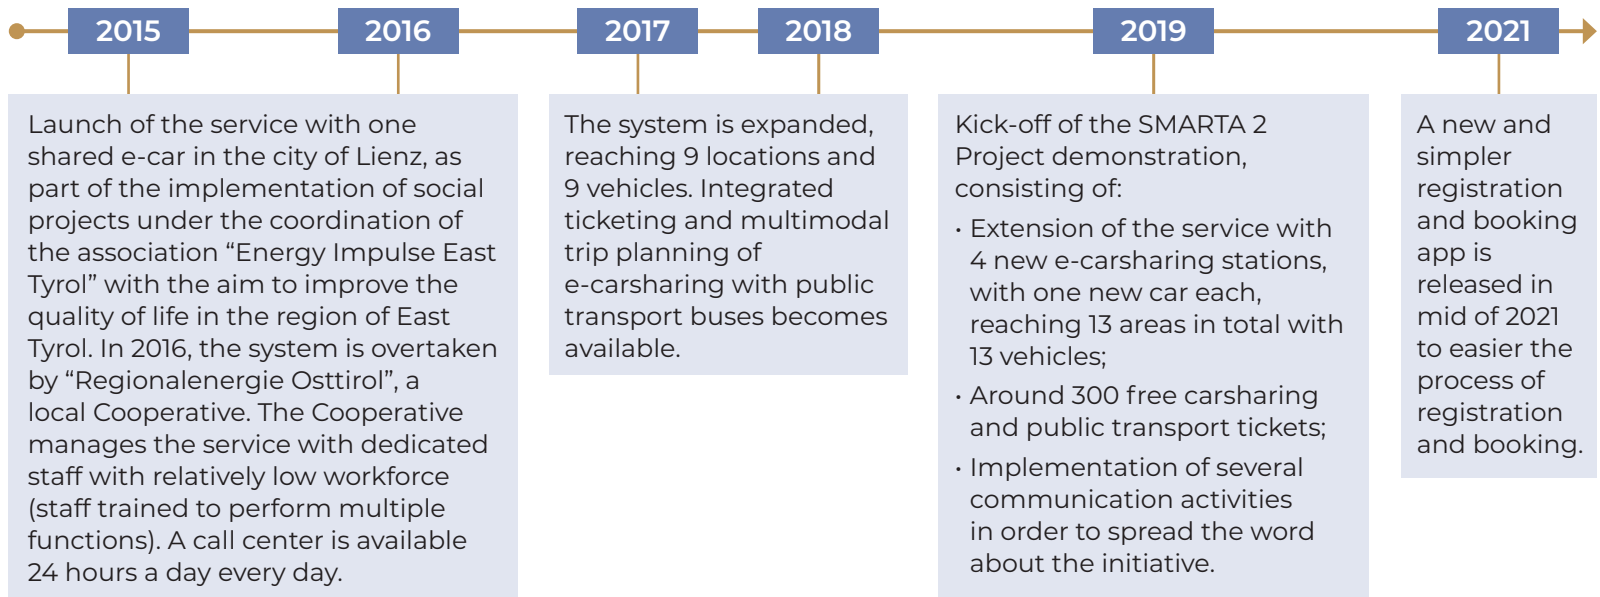 2015
2016
2017
2018
2019
2021
Launch of the service with one
shared e-car in the city of Lienz, as
part of the implementation of social
projects under the coordination of
the association “Energy Impulse East
Tyrol” with the aim to improve the
quality of life in the region of East
Tyrol. In 2016, the system is overtaken
by “Regionalenergie Osttirol”, a
local Cooperative. The Cooperative
manages the service with dedicated
staff with relatively low workforce
(staff trained to perform multiple
functions). A call center is available
24 hours a day every day.
The system is expanded,
reaching 9 locations and
9 vehicles. Integrated
ticketing and multimodal
trip planning of
e-carsharing with public
transport buses becomes
available.
Kick-off of the SMARTA 2
Project demonstration,
consisting of:
• Extension of the service with
4 new e-carsharing stations,
with one new car each,
reaching 13 areas in total with
13 vehicles;
• Around 300 free carsharing
and public transport tickets;
• Implementation of several
communication activities
in order to spread the word
about the initiative.
A new and
simpler
registration
and booking
app is
released in
mid of 2021
to easier the
process of
registration
and booking.